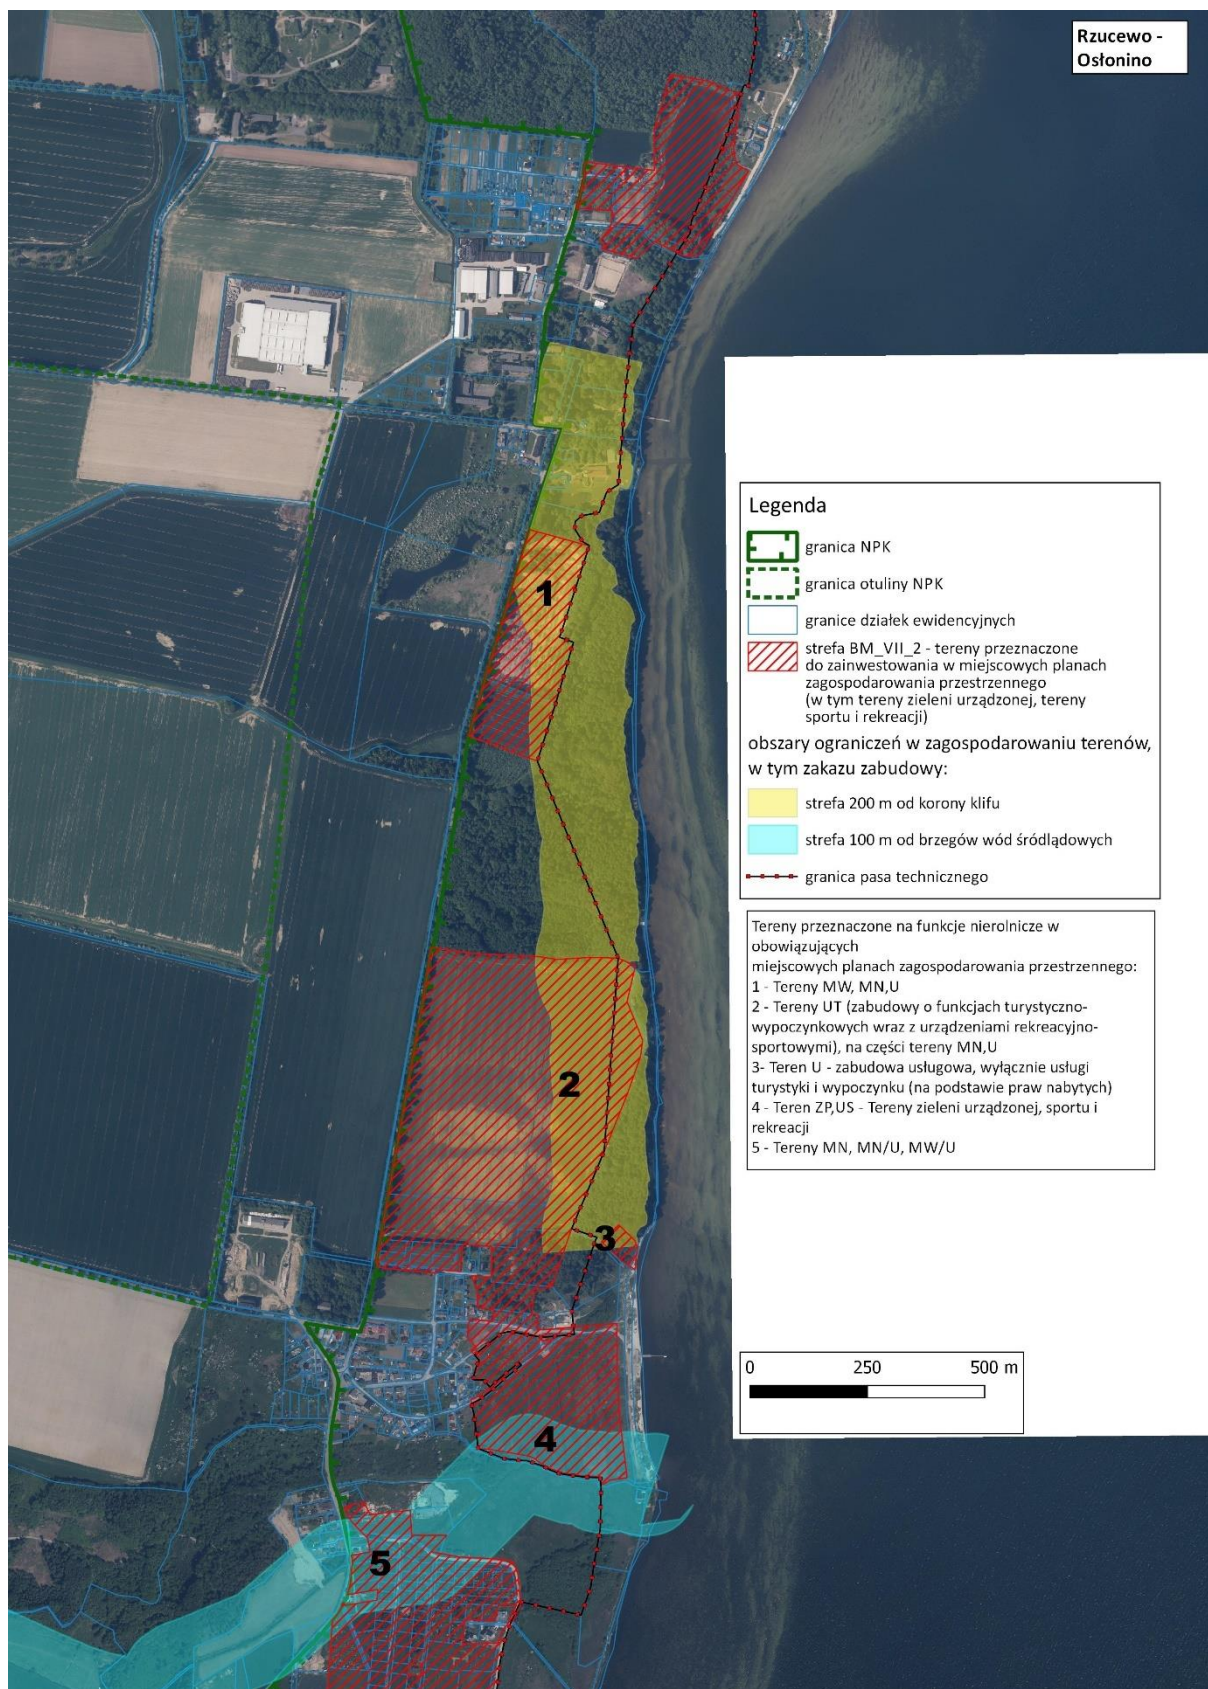 Rzucewo -
Osłonino
Legenda
granica NPK
granica otuliny NPK
granice działek ewidencyjnych
strefa BM_VII_2 - tereny przeznaczone
do zainwestowania w miejscowych planach
zagospodarowania przestrzennego
(w tym tereny zieleni urządzonej, tereny
sportu i rekreacji)
obszary ograniczeń w zagospodarowaniu terenów,
w tym zakazu zabudowy:
strefa 200 m od korony klifu
strefa 100 m od brzegów wód śródlądowych
granica pasa technicznego
Tereny przeznaczone na funkcje nierolnicze w
obowiązujących
miejscowych planach zagospodarowania przestrzennego:
1 - Tereny MW, MN,U
2 - Tereny UT (zabudowy o funkcjach turystyczno-
wypoczynkowych wraz z urządzeniami rekreacyjno-
sportowymi), na części tereny MN,U
3- Teren U - zabudowa usługowa, wyłącznie usługi
turystyki i wypoczynku (na podstawie praw nabytych)
4 - Teren ZP,US - Tereny zieleni urządzonej, sportu i
rekreacji
5 - Tereny MN, MN/U, MW/U
0 250 500 m
1
2
3
4
5